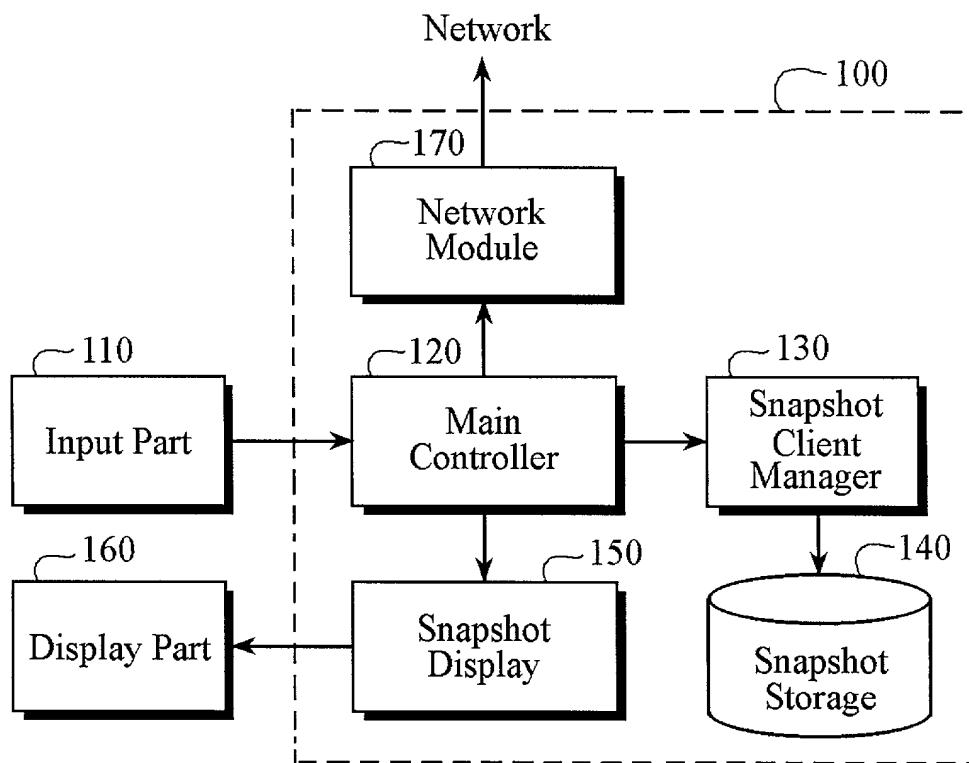 Network
100
170
Network
Module
110
Input Part
120
Main
Controller
130
Snapshot
Client
Manager
160
Display Part
150
Snapshot
Display
140
Snapshot
Storage